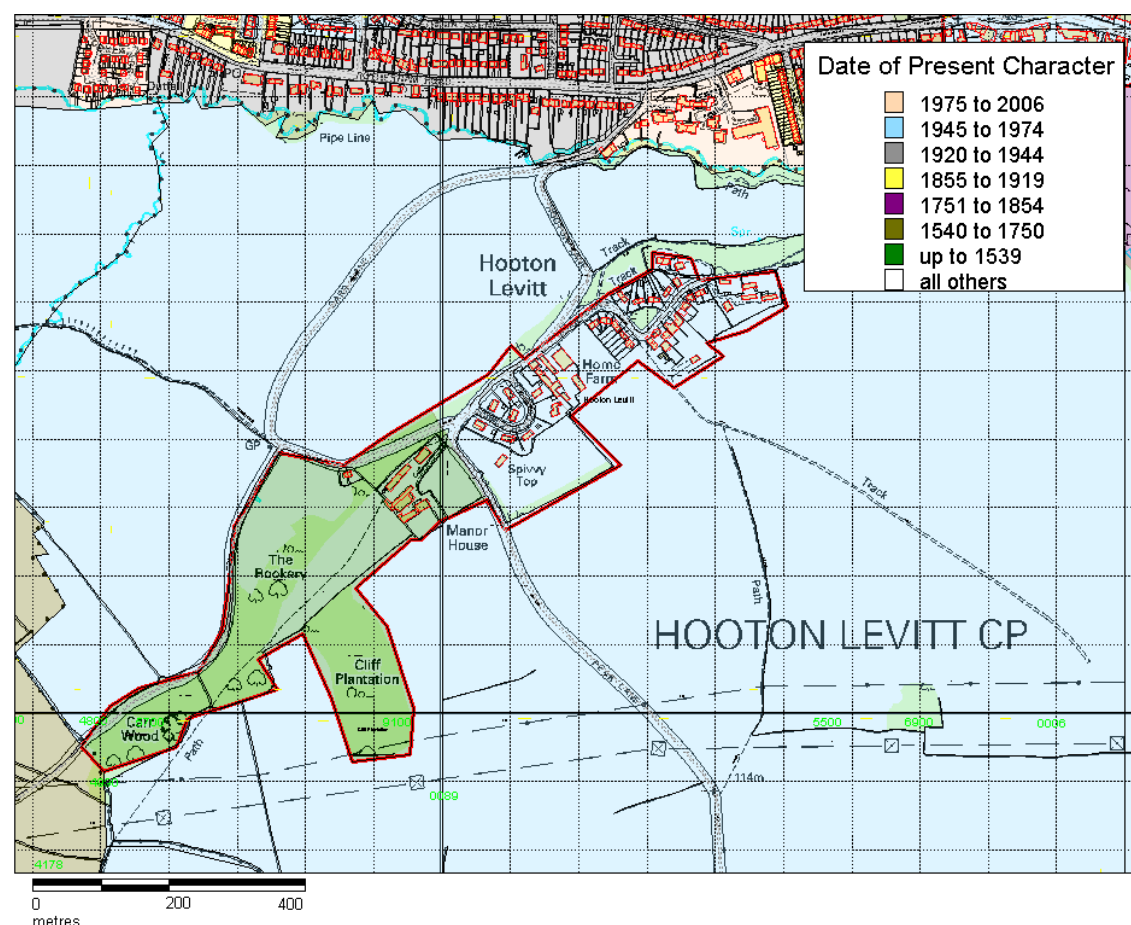 Date of Present Character
1975 to 2006
1945 to 1974
1920 to 1944
1855 to 1919
1751 to 1854
1540 to 1750
up to 1539
all others
Pipe Line
Path
Track
Hooton
Levitt
Track
Home
Farm
Hooton Levitt
GP
Spivvy
Top
Track
Manor
House
The
Rookery
Path
HOOTON LEVITT CP
Cliff
Plantation
Carr
Wood
9100
5500
6900
0006
Path
114m
0089
4178
0
200
400
metres